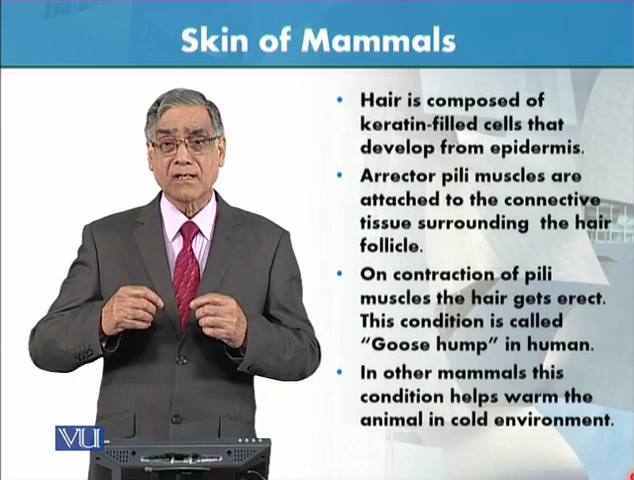 Skin of Mammals
• Hair is composed of
keratin-filled cells that
develop from epidermis.
• Arrector pili muscles are
attached to the connective
tissue surrounding the hair
follicle.
• On contraction of pili
muscles the hair gets erect.
This condition is called
“Goose hump” in human.
• In other mammals this
condition helps warm the
animal in cold environment.
VU